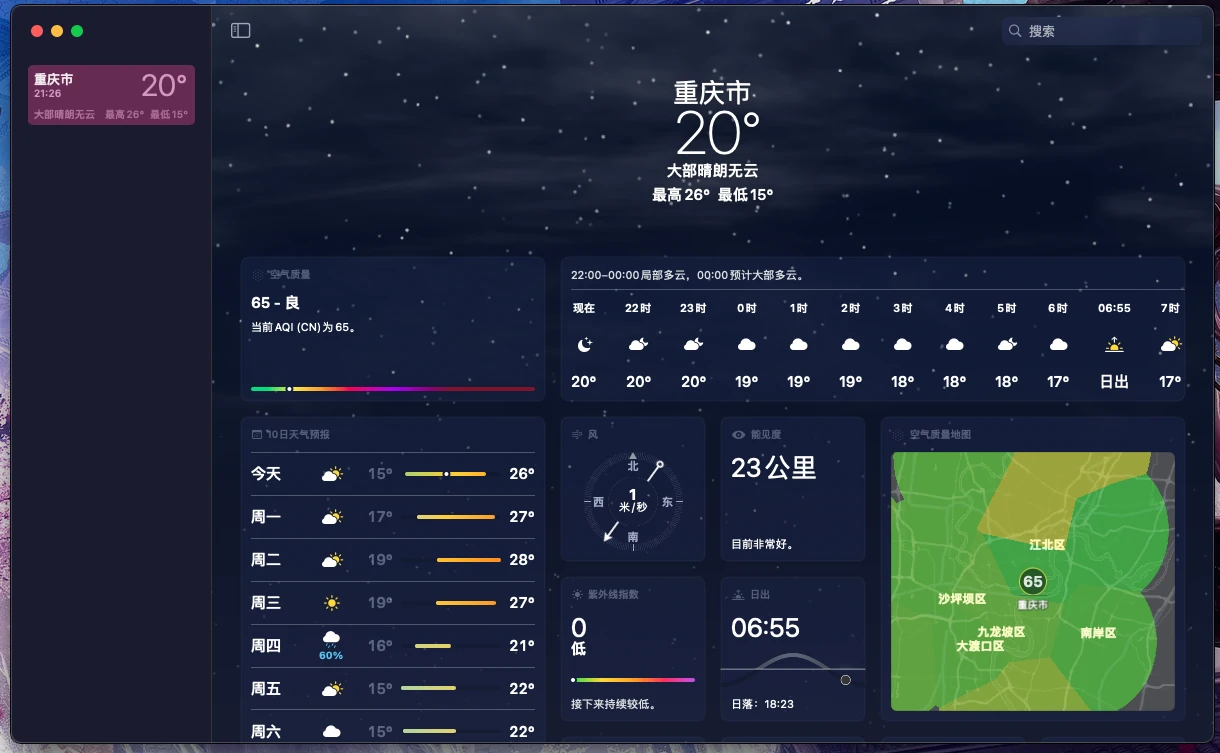 搜索
重庆市
21:26
20°
大部晴朗无云 最高26° 最低15°
重庆市
20°
大部晴朗无云
最高26° 最低15°
空气质量
65 - 良
当前 AQI (CN) 为 65。
22:00–00:00局部多云，00:00预计大部多云。
现在 22时 23时 0时 1时 2时 3时 4时 5时 6时 06:55 7时
20° 20° 20° 19° 19° 19° 18° 18° 18° 17° 日出 17°
10日天气预报
今天 15° 26°
周一 17° 27°
周二 19° 28°
周三 19° 27°
周四 60% 16° 21°
周五 15° 22°
周六 15° 22°
风
北
西 东
南
1
米/秒
能见度
23公里
目前非常好。
紫外线指数
0
低
接下来持续较低。
日出
06:55
日落：18:23
空气质量地图
江北区
65
重庆市
沙坪坝区
九龙坡区
大渡口区
南岸区